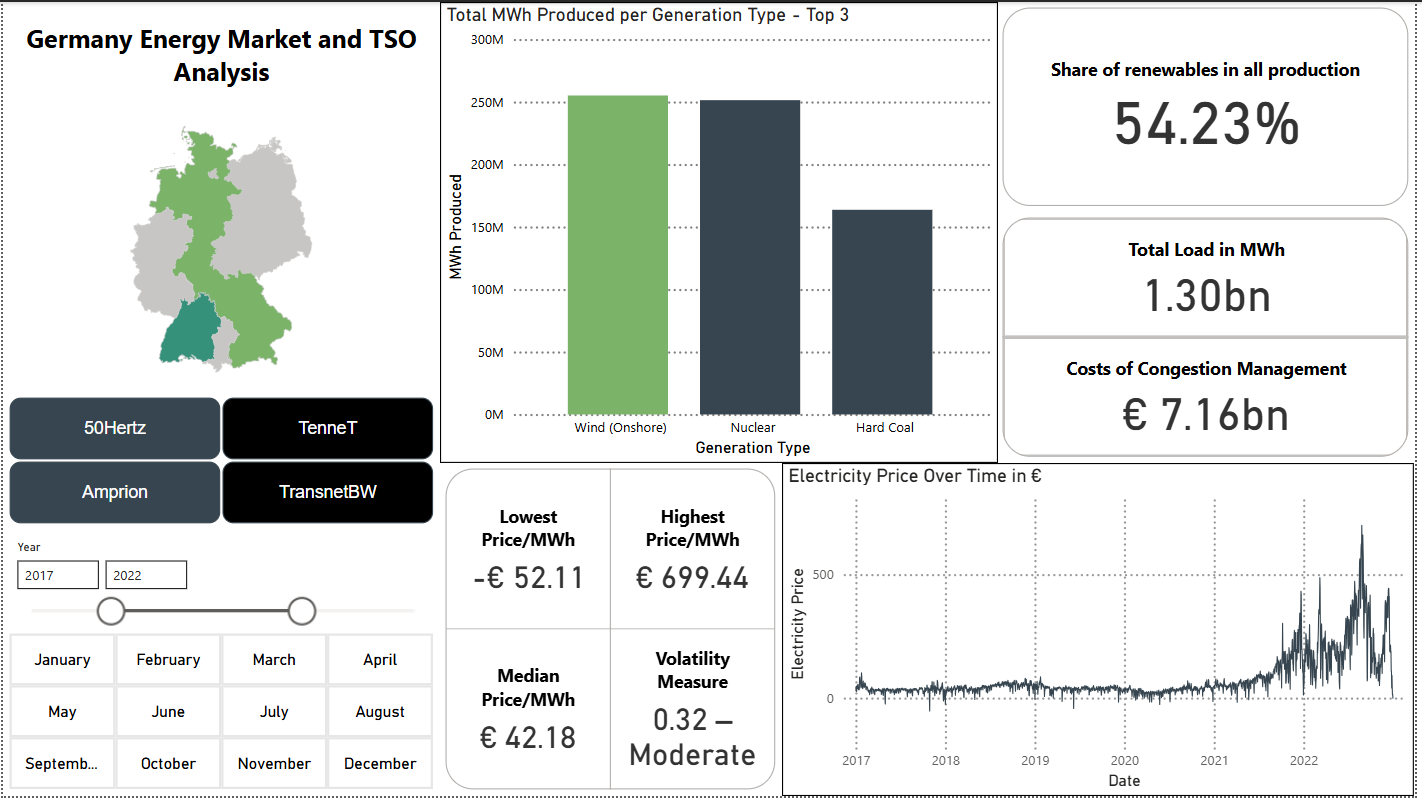 Germany Energy Market and TSO
Analysis
50Hertz
TenneT
Amprion
TransnetBW
Year
2017
2022
January
February
March
April
May
June
July
August
Septemb...
October
November
December
Total MWh Produced per Generation Type - Top 3
MWh Produced
300M
250M
200M
150M
100M
50M
0M
Wind (Onshore)
Nuclear
Hard Coal
Generation Type
Share of renewables in all production
54.23%
Total Load in MWh
1.30bn
Costs of Congestion Management
€ 7.16bn
Lowest
Price/MWh
-€ 52.11
Highest
Price/MWh
€ 699.44
Median
Price/MWh
€ 42.18
Volatility
Measure
0.32 –
Moderate
Electricity Price Over Time in €
Electricity Price
500
0
2017
2018
2019
2020
2021
2022
Date